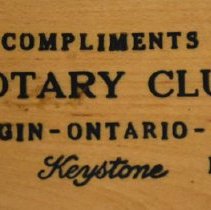 COMPLIMENTS
OTARY CLU
GIN-ONTARIO-
Keystone